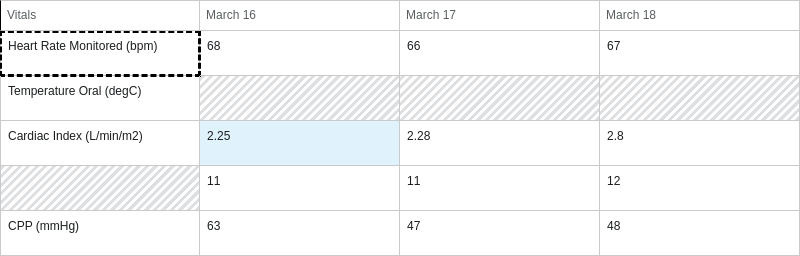 Vitals March 16 March 17 March 18
Heart Rate Monitored (bpm) 68 66 67
Temperature Oral (degC)
Cardiac Index (L/min/m2) 2.25 2.28 2.8
11 11 12
CPP (mmHg) 63 47 48